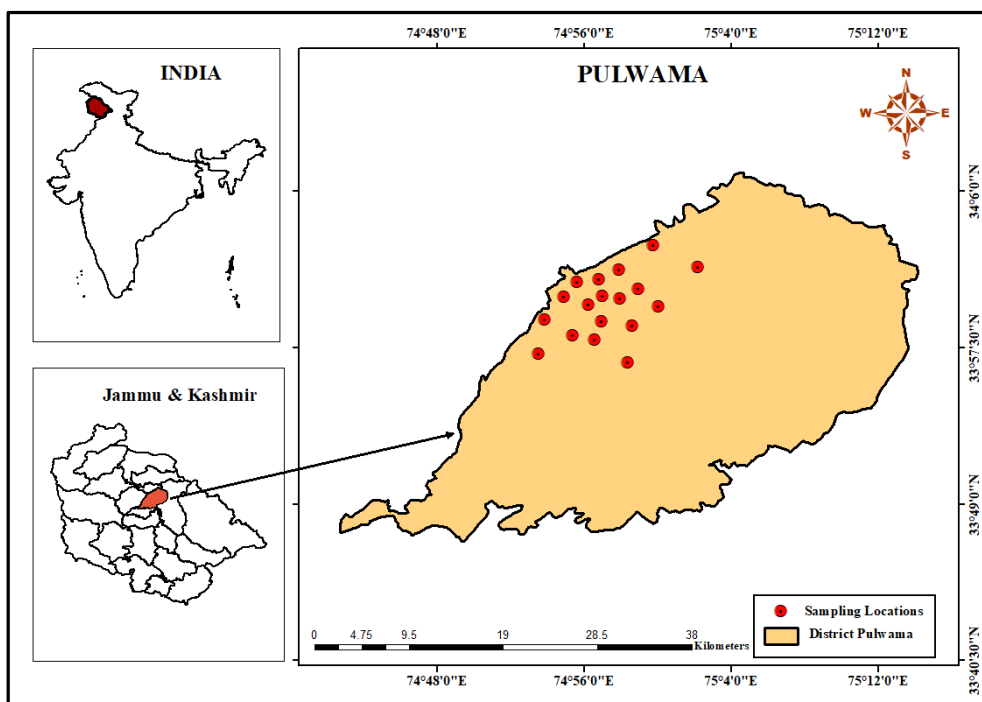 INDIA
Jammu & Kashmir
74°48'0"E 74°56'0"E 75°4'0"E 75°12'0"E
PULWAMA
N
W E
S
34°6'0"N
33°57'30"N
33°49'0"N
33°40'30"N
Sampling Locations
District Pulwama
0 4.75 9.5 19 28.5 38
Kilometers
74°48'0"E 74°56'0"E 75°4'0"E 75°12'0"E